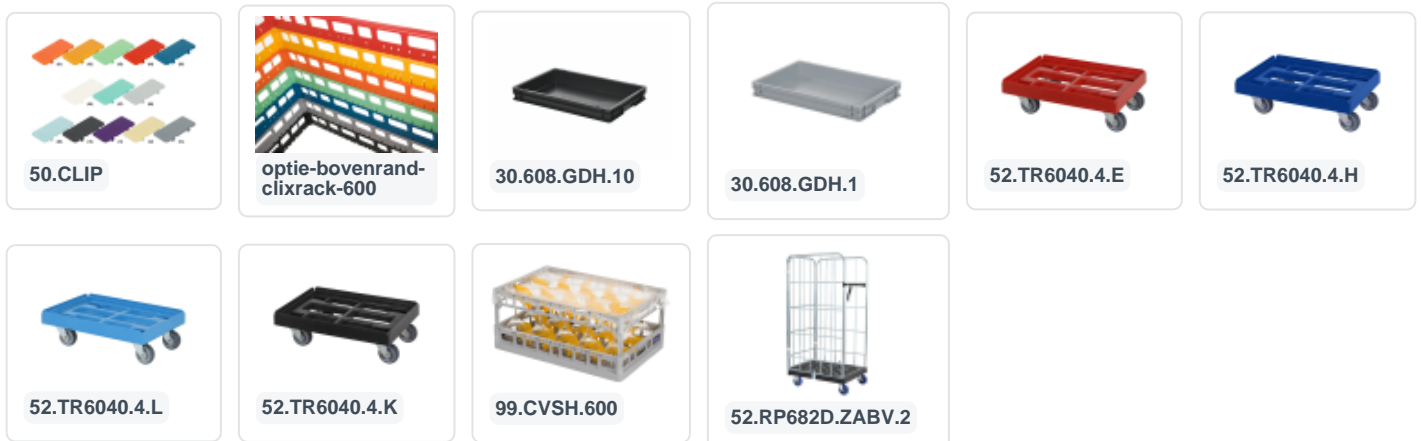 50.CLIP
optie-bovenrand-
clixrack-600
30.608.GDH.10
30.608.GDH.1
52.TR6040.4.E
52.TR6040.4.H
52.TR6040.4.L
52.TR6040.4.K
99.CVSH.600
52.RP682D.ZABV.2